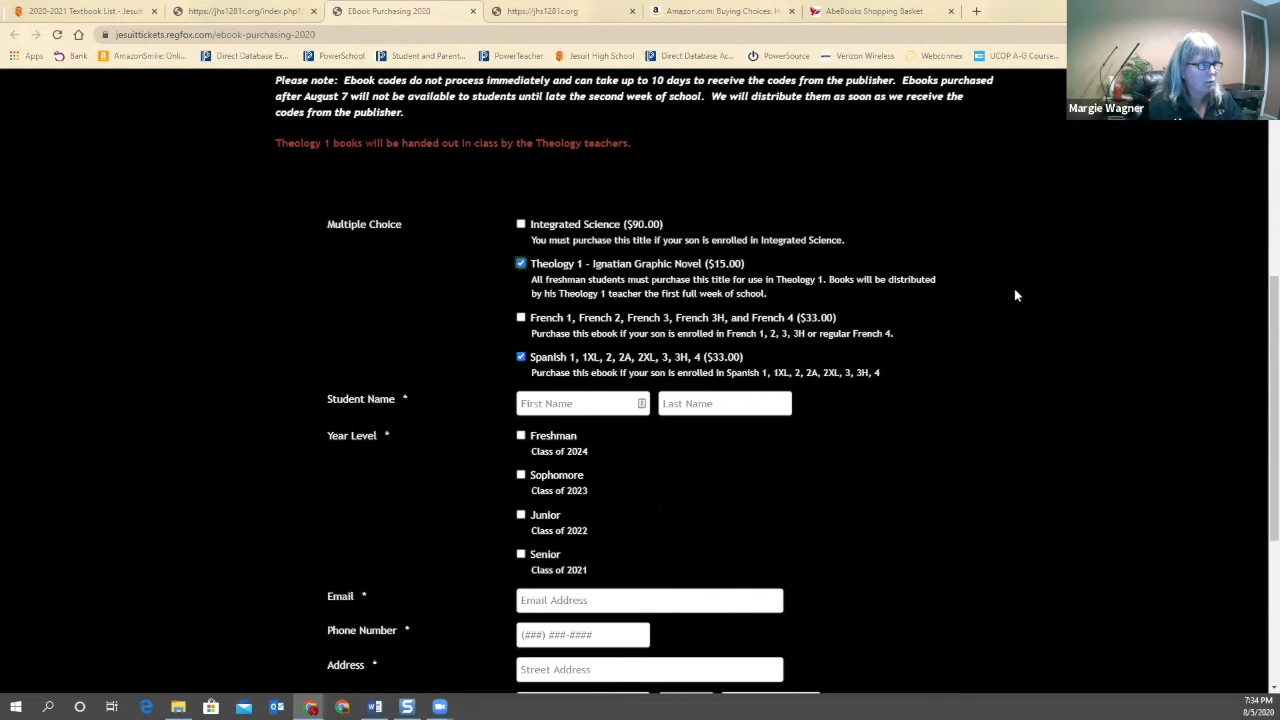 2020-2021 Textbook List - Jesuit
https://jhs1281c.org/index.php?
EBook Purchasing 2020
https://jhs1281c.org
Amazon.com: Buying Choices: H
AbeBooks Shopping Basket
jesuittickets.regfox.com/ebook-purchasing-2020
Apps
Bank
AmazonSmile: Onli...
Direct Database Ex...
PowerSchool
Student and Parent...
PowerTeacher
Jesuit High School
Direct Database Ac...
PowerSource
Verizon Wireless
Webconnex
UCOP A-G Course...
Margie Wagner
Please note: Ebook codes do not process immediately and can take up to 10 days to receive the codes from the publisher. Ebooks purchased
after August 7 will not be available to students until late the second week of school. We will distribute them as soon as we receive the
codes from the publisher.
Theology 1 books will be handed out in class by the Theology teachers.
Multiple Choice
Integrated Science ($90.00)
You must purchase this title if your son is enrolled in Integrated Science.
Theology 1 - Ignatian Graphic Novel ($15.00)
All freshman students must purchase this title for use in Theology 1. Books will be distributed
by his Theology 1 teacher the first full week of school.
French 1, French 2, French 3, French 3H, and French 4 ($33.00)
Purchase this ebook if your son is enrolled in French 1, 2, 3, 3H or regular French 4.
Spanish 1, 1XL, 2, 2A, 2XL, 3, 3H, 4 ($33.00)
Purchase this ebook if your son is enrolled in Spanish 1, 1XL, 2, 2A, 2XL, 3, 3H, 4
Student Name *
First Name
Last Name
Year Level *
Freshman
Class of 2024
Sophomore
Class of 2023
Junior
Class of 2022
Senior
Class of 2021
Email *
Email Address
Phone Number *
(###) ###-####
Address *
Street Address
7:34 PM
8/5/2020